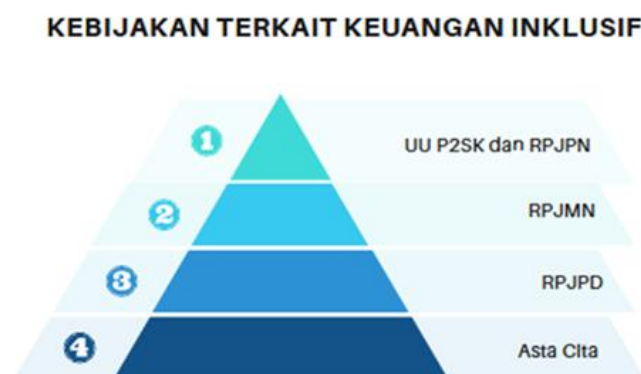 KEBIJAKAN TERKAIT KEUANGAN INKLUSIF
1
UU P2SK dan RPJPN
2
RPJMN
3
RPJPD
4
Asta CIta